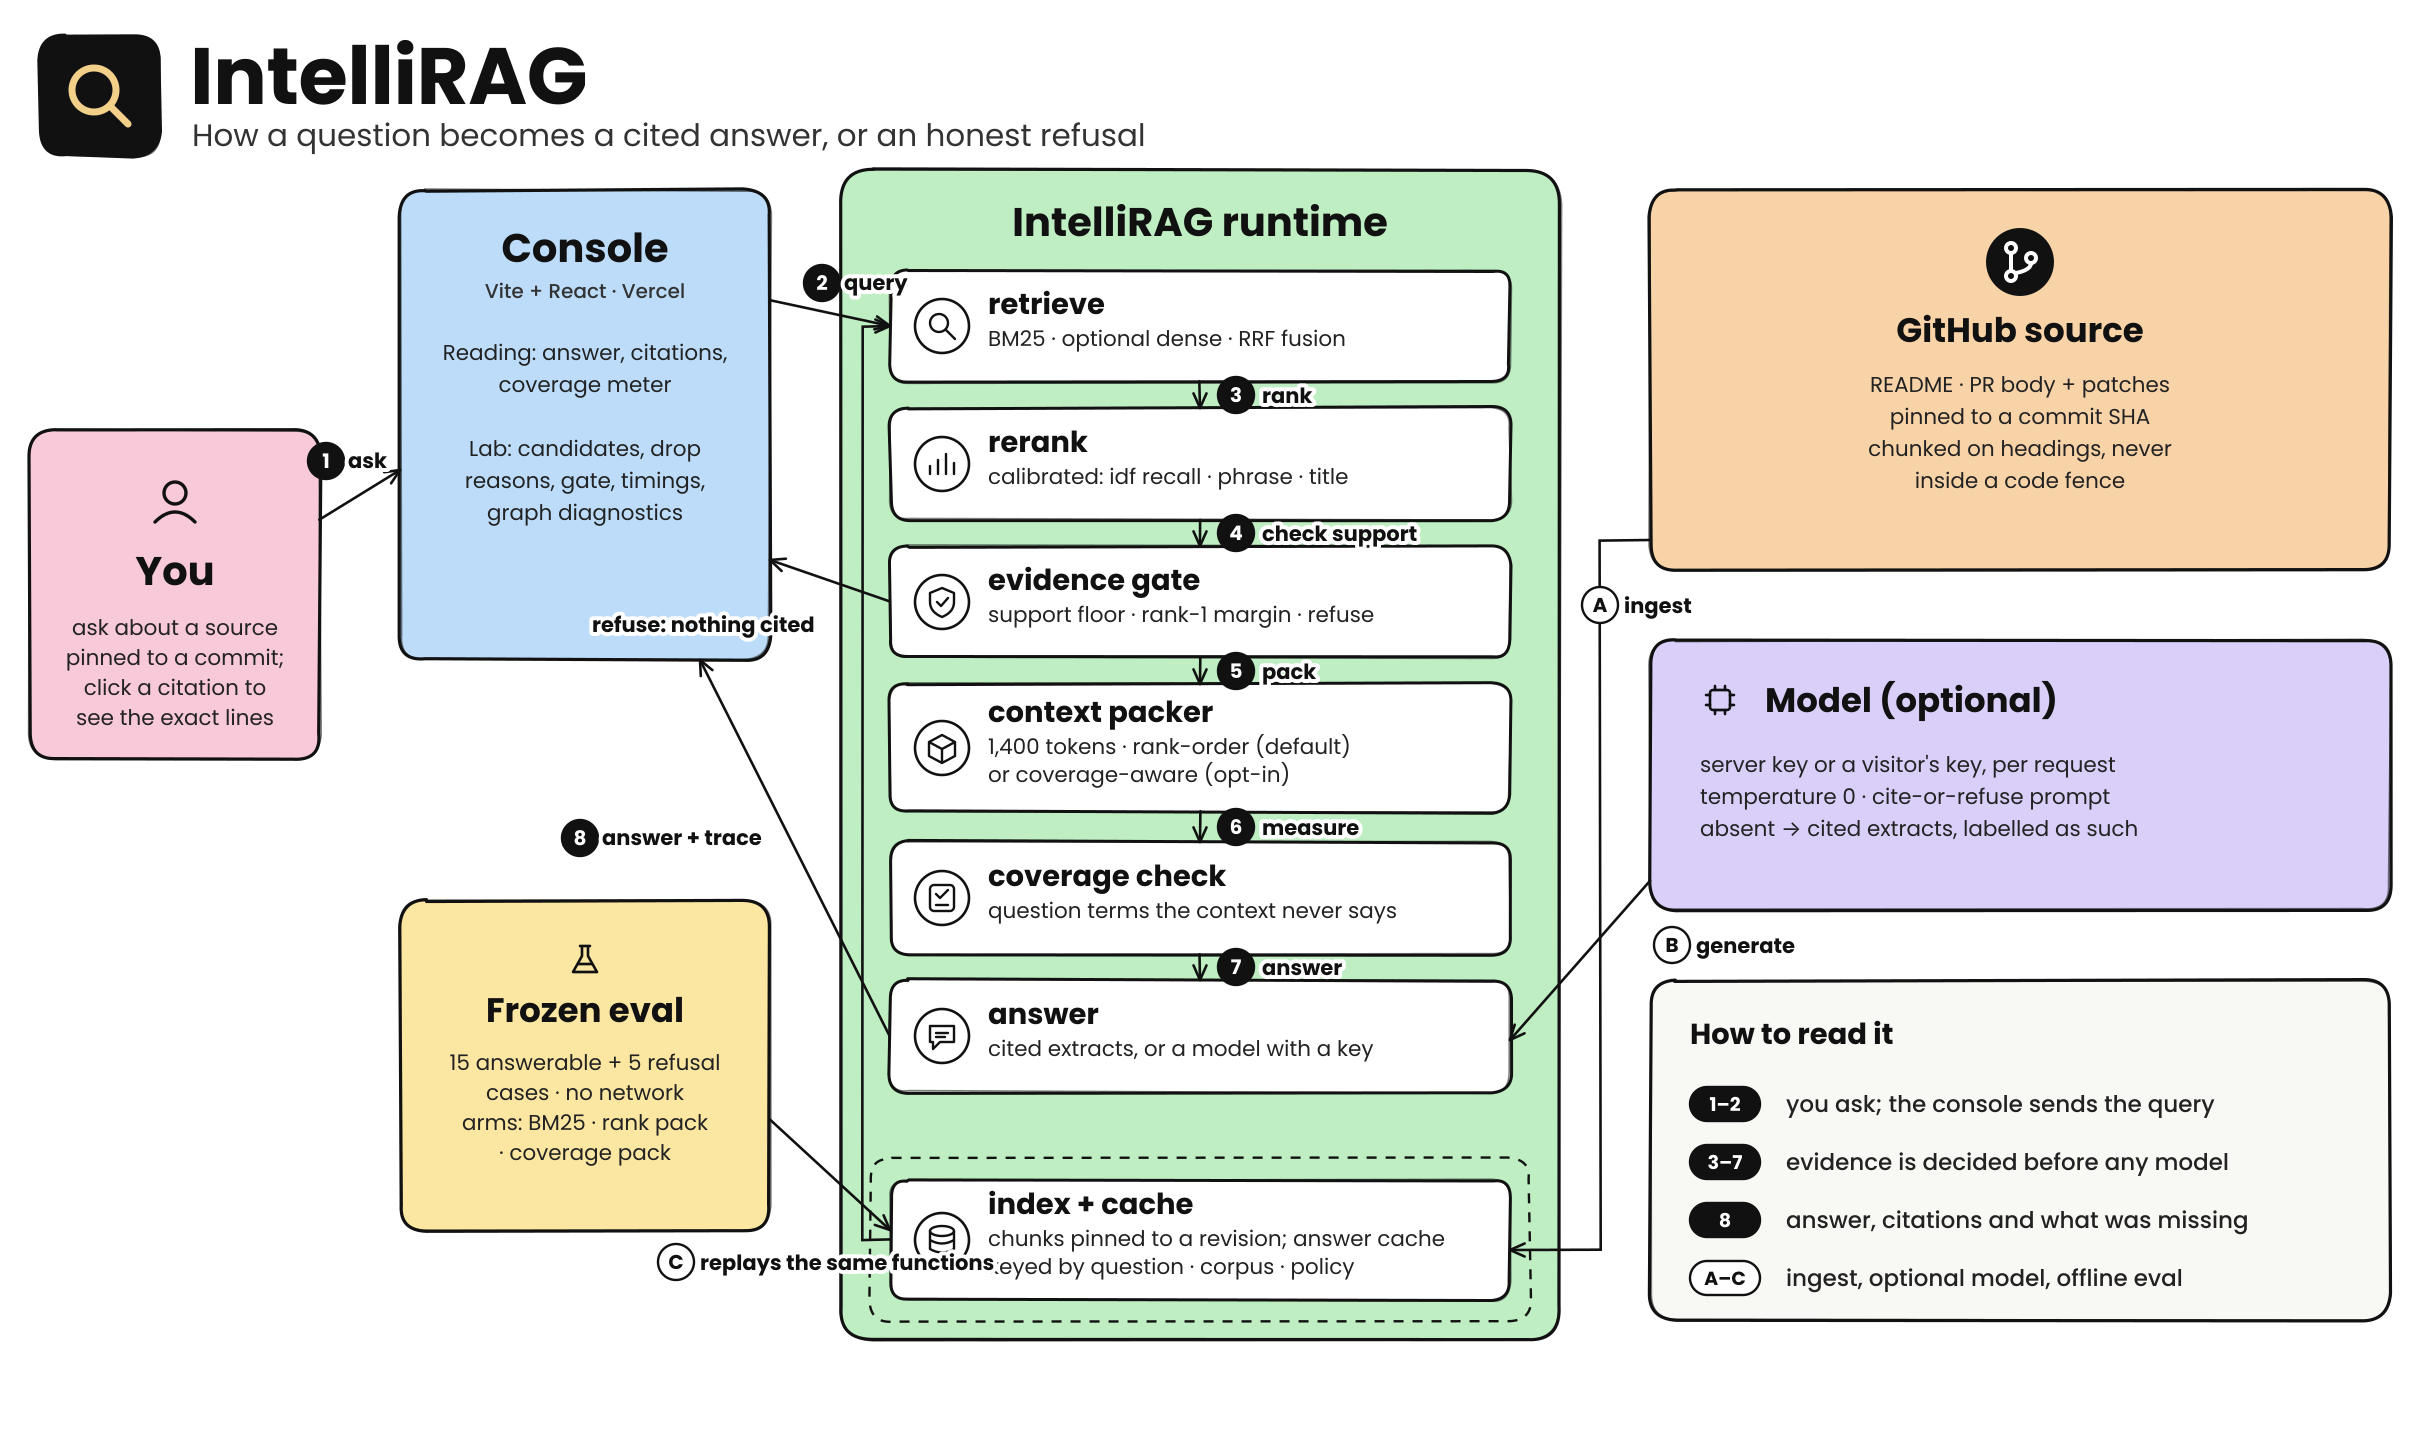 IntelliRAG
How a question becomes a cited answer, or an honest refusal
You
ask about a source
pinned to a commit;
click a citation to
see the exact lines
1 ask
Console
Vite + React · Vercel
Reading: answer, citations,
coverage meter
Lab: candidates, drop
reasons, gate, timings,
graph diagnostics
refuse: nothing cited
2 query
8 answer + trace
Frozen eval
15 answerable + 5 refusal
cases · no network
arms: BM25 · rank pack
· coverage pack
C replays the same functions
IntelliRAG runtime
retrieve
BM25 · optional dense · RRF fusion
3 rank
rerank
calibrated: idf recall · phrase · title
4 check support
evidence gate
support floor · rank-1 margin · refuse
5 pack
context packer
1,400 tokens · rank-order (default)
or coverage-aware (opt-in)
6 measure
coverage check
question terms the context never says
7 answer
answer
cited extracts, or a model with a key
index + cache
chunks pinned to a revision; answer cache
eyed by question · corpus · policy
GitHub source
README · PR body + patches
pinned to a commit SHA
chunked on headings, never
inside a code fence
A ingest
Model (optional)
server key or a visitor's key, per request
temperature 0 · cite-or-refuse prompt
absent → cited extracts, labelled as such
B generate
How to read it
1–2 you ask; the console sends the query
3–7 evidence is decided before any model
8 answer, citations and what was missing
A–C ingest, optional model, offline eval